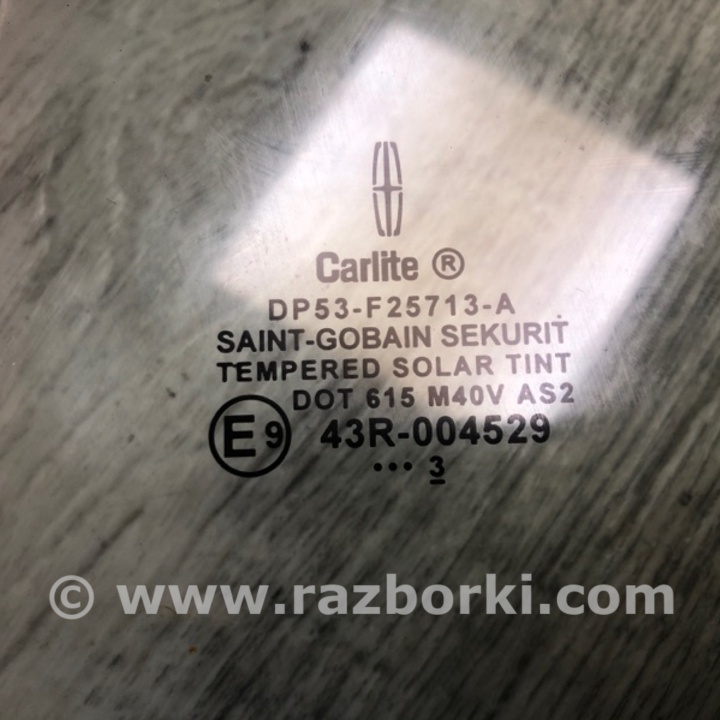 Carlite ®
DP53-F25713-A
SAINT-GOBAIN SEKURIT
TEMPERED SOLAR TINT
DOT 615 M40V AS2
E9 43R-004529
... 3
© www.razborki.com